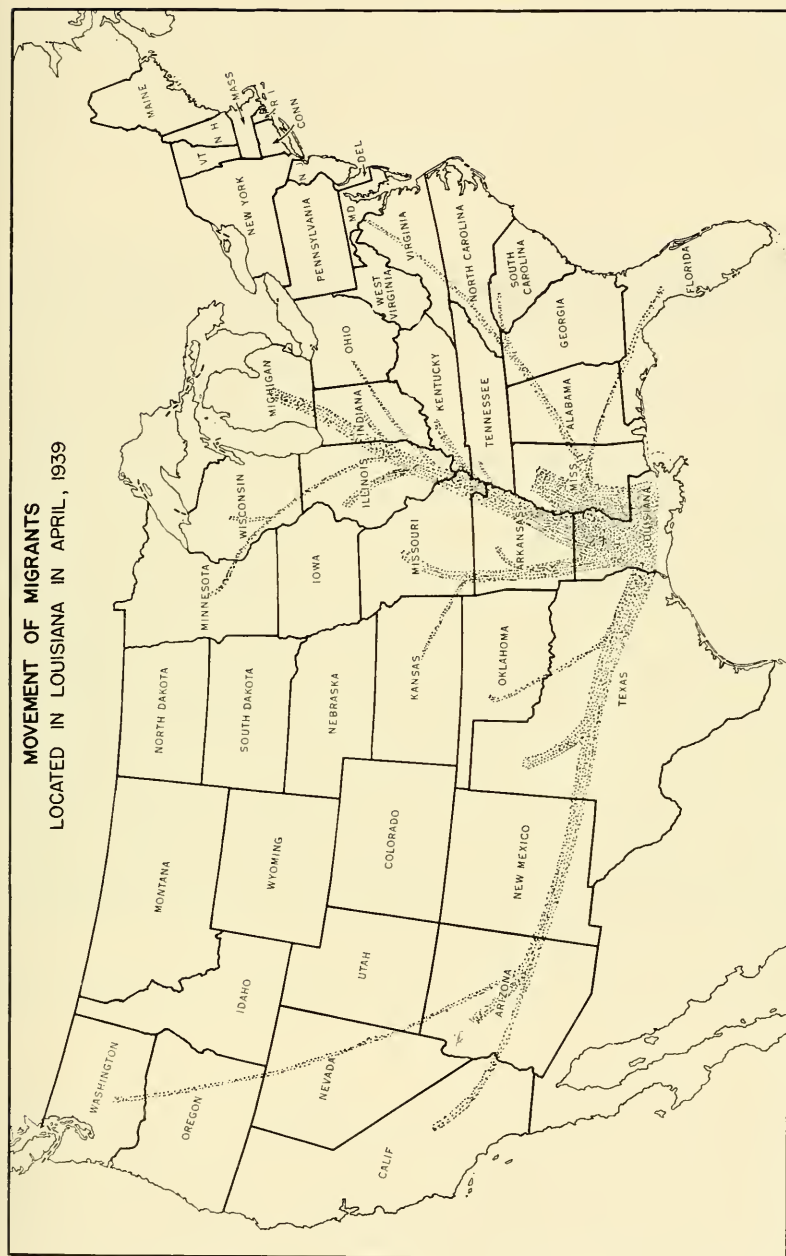 MOVEMENT OF MIGRANTS
LOCATED IN LOUISIANA IN APRIL, 1939
WASHINGTON
OREGON
CALIF
NEVADA
IDAHO
MONTANA
WYOMING
UTAH
ARIZONA
COLORADO
NEW MEXICO
NORTH DAKOTA
SOUTH DAKOTA
NEBRASKA
KANSAS
OKLAHOMA
TEXAS
MINNESOTA
IOWA
MISSOURI
ARKANSAS
LOUISIANA
WISCONSIN
ILLINOIS
MICHIGAN
INDIANA
OHIO
KENTUCKY
TENNESSEE
MISS
ALABAMA
GEORGIA
FLORIDA
SOUTH
CAROLINA
NORTH CAROLINA
VIRGINIA
WEST
VIRGINIA
MD
DEL
PENNSYLVANIA
N J
NEW YORK
CONN
R I
MASS
VT
N H
MAINE